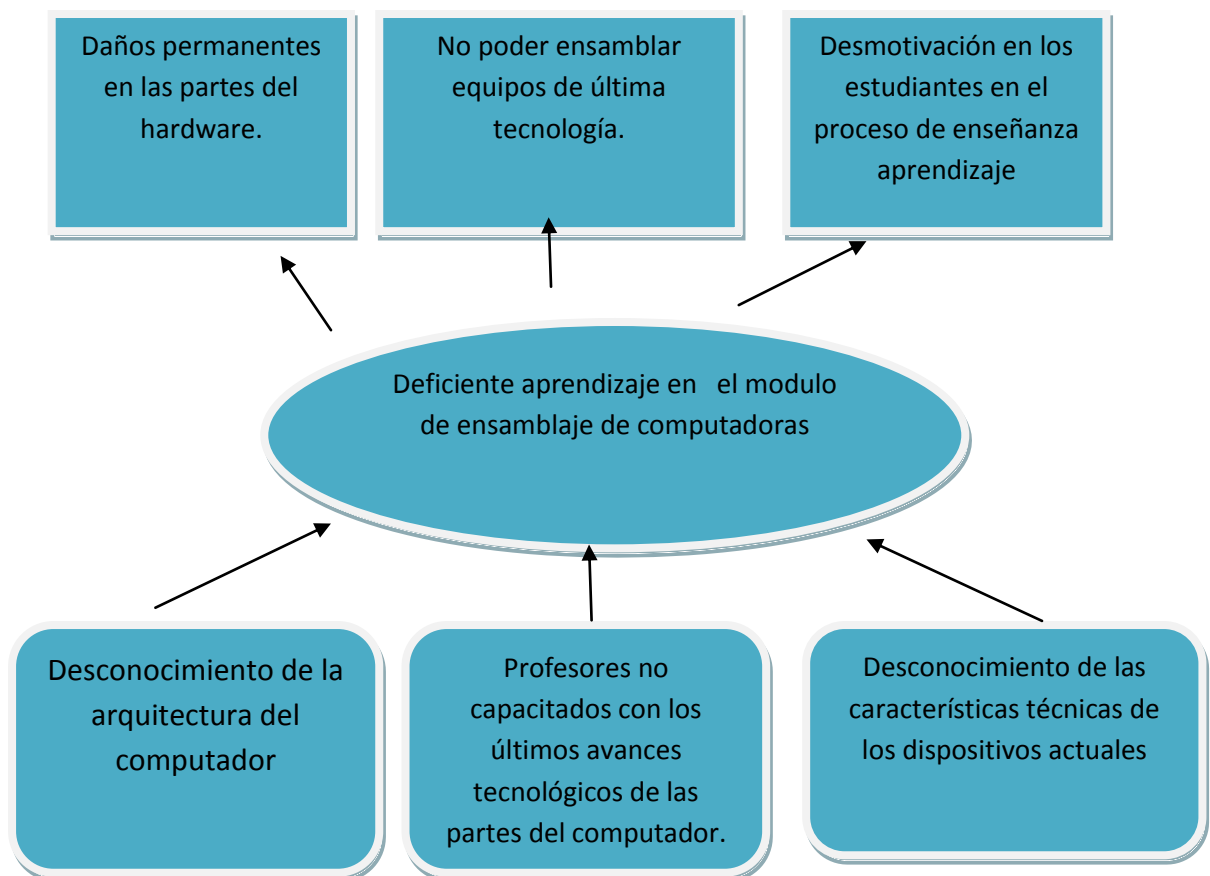 Daños permanentes
en las partes del
hardware.
No poder ensamblar
equipos de última
tecnología.
Desmotivación en los
estudiantes en el
proceso de enseñanza
aprendizaje
Deficiente aprendizaje en el modulo
de ensamblaje de computadoras
Desconocimiento de la
arquitectura del
computador
Profesores no
capacitados con los
últimos avances
tecnológicos de las
partes del computador.
Desconocimiento de las
características técnicas de
los dispositivos actuales